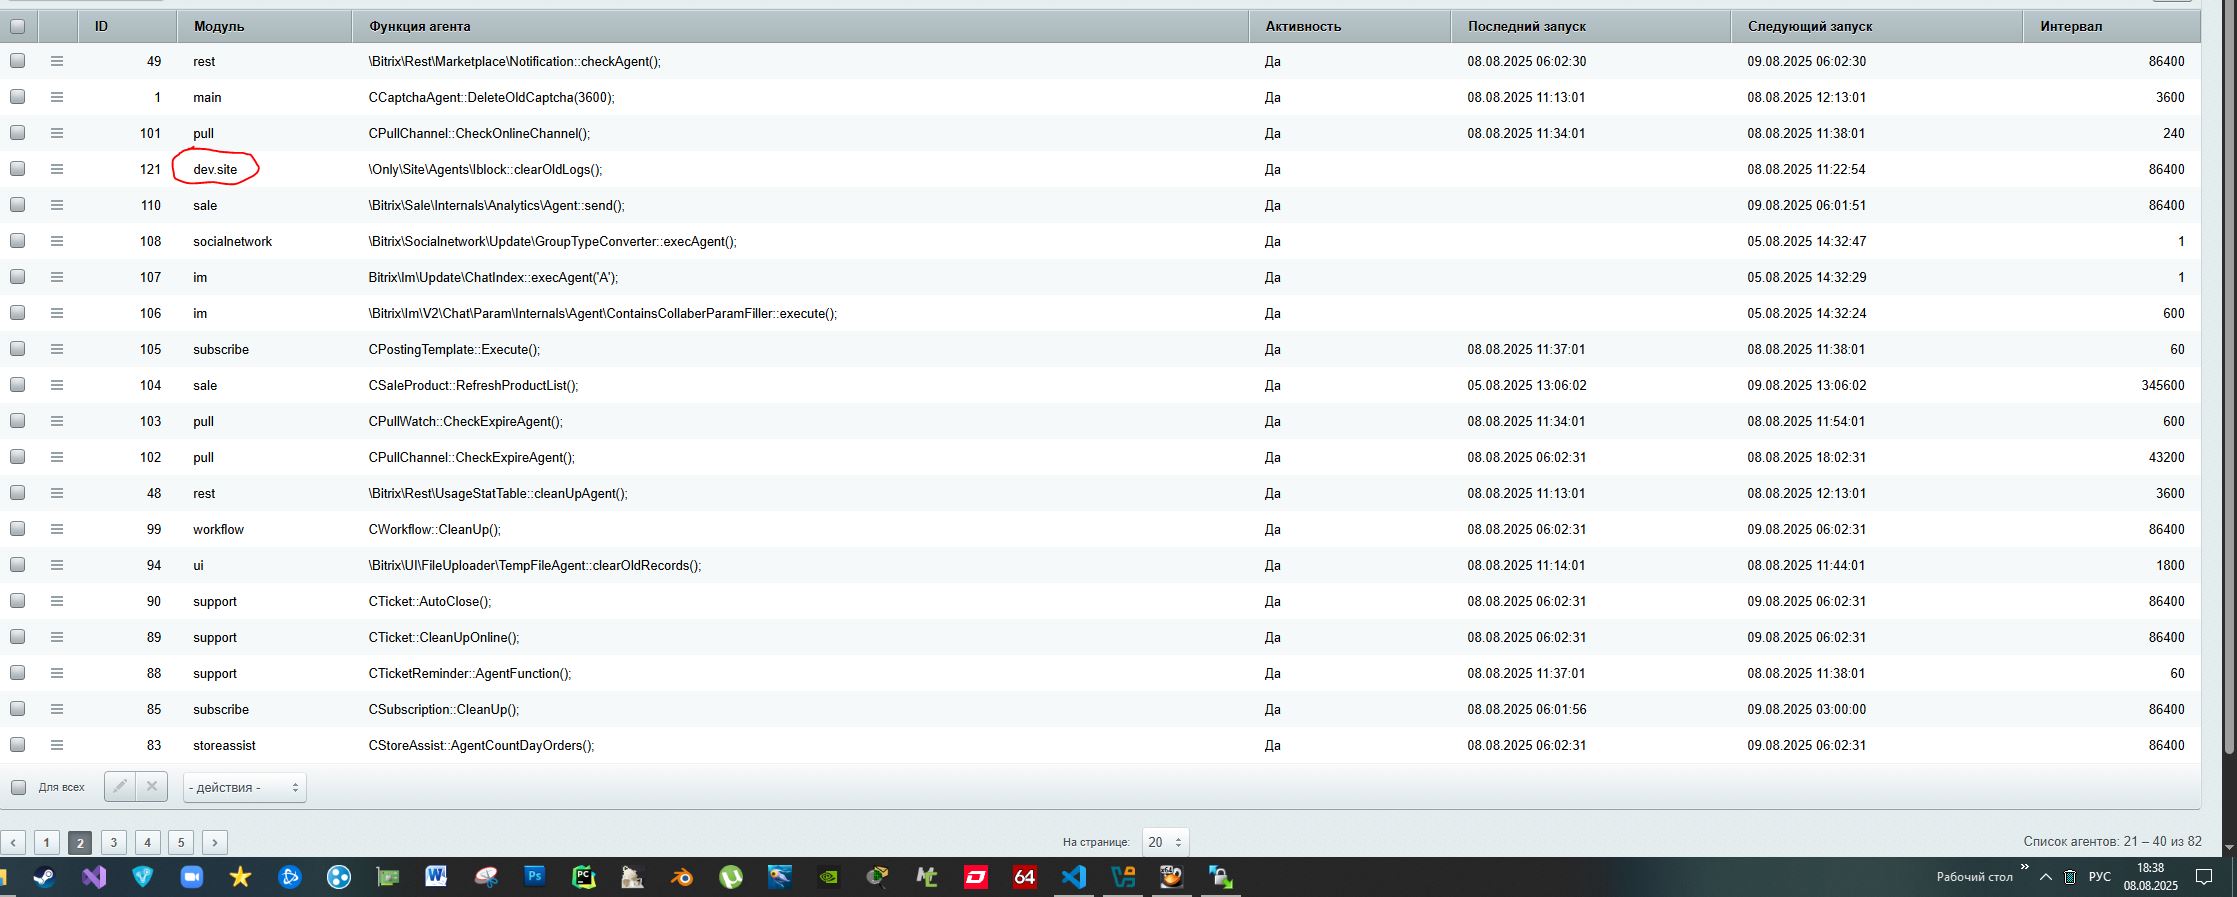 ID Модуль Функция агента Активность Последний запуск Следующий запуск Интервал
49 rest \Bitrix\Rest\Marketplace\Notification::checkAgent(); Да 08.08.2025 06:02:30 09.08.2025 06:02:30 86400
1 main CCaptchaAgent::DeleteOldCaptcha(3600); Да 08.08.2025 11:13:01 08.08.2025 12:13:01 3600
101 pull CPullChannel::CheckOnlineChannel(); Да 08.08.2025 11:34:01 08.08.2025 11:38:01 240
121 dev.site \Only\Site\Agents\Iblock::clearOldLogs(); Да 08.08.2025 11:22:54 86400
110 sale \Bitrix\Sale\Internals\Analytics\Agent::send(); Да 09.08.2025 06:01:51 86400
108 socialnetwork \Bitrix\Socialnetwork\Update\GroupTypeConverter::execAgent(); Да 05.08.2025 14:32:47 1
107 im Bitrix\Im\Update\ChatIndex::execAgent('A'); Да 05.08.2025 14:32:29 1
106 im \Bitrix\Im\V2\Chat\Param\Internals\Agent\ContainsCollaberParamFiller::execute(); Да 05.08.2025 14:32:24 600
105 subscribe CPostingTemplate::Execute(); Да 08.08.2025 11:37:01 08.08.2025 11:38:01 60
104 sale CSaleProduct::RefreshProductList(); Да 05.08.2025 13:06:02 09.08.2025 13:06:02 345600
103 pull CPullWatch::CheckExpireAgent(); Да 08.08.2025 11:34:01 08.08.2025 11:54:01 600
102 pull CPullChannel::CheckExpireAgent(); Да 08.08.2025 06:02:31 08.08.2025 18:02:31 43200
48 rest \Bitrix\Rest\UsageStatTable::cleanUpAgent(); Да 08.08.2025 11:13:01 08.08.2025 12:13:01 3600
99 workflow CWorkflow::CleanUp(); Да 08.08.2025 06:02:31 09.08.2025 06:02:31 86400
94 ui \Bitrix\UI\FileUploader\TempFileAgent::clearOldRecords(); Да 08.08.2025 11:14:01 08.08.2025 11:44:01 1800
90 support CTicket::AutoClose(); Да 08.08.2025 06:02:31 09.08.2025 06:02:31 86400
89 support CTicket::CleanUpOnline(); Да 08.08.2025 06:02:31 09.08.2025 06:02:31 86400
88 support CTicketReminder::AgentFunction(); Да 08.08.2025 11:37:01 08.08.2025 11:38:01 60
85 subscribe CSubscription::CleanUp(); Да 08.08.2025 06:01:56 09.08.2025 03:00:00 86400
83 storeassist CStoreAssist::AgentCountDayOrders(); Да 08.08.2025 06:02:31 09.08.2025 06:02:31 86400
Для всех - действия -
1 2 3 4 5 На странице: 20 Список агентов: 21 – 40 из 82
W Ps PC 64 Рабочий стол РУС 18:38
08.08.2025